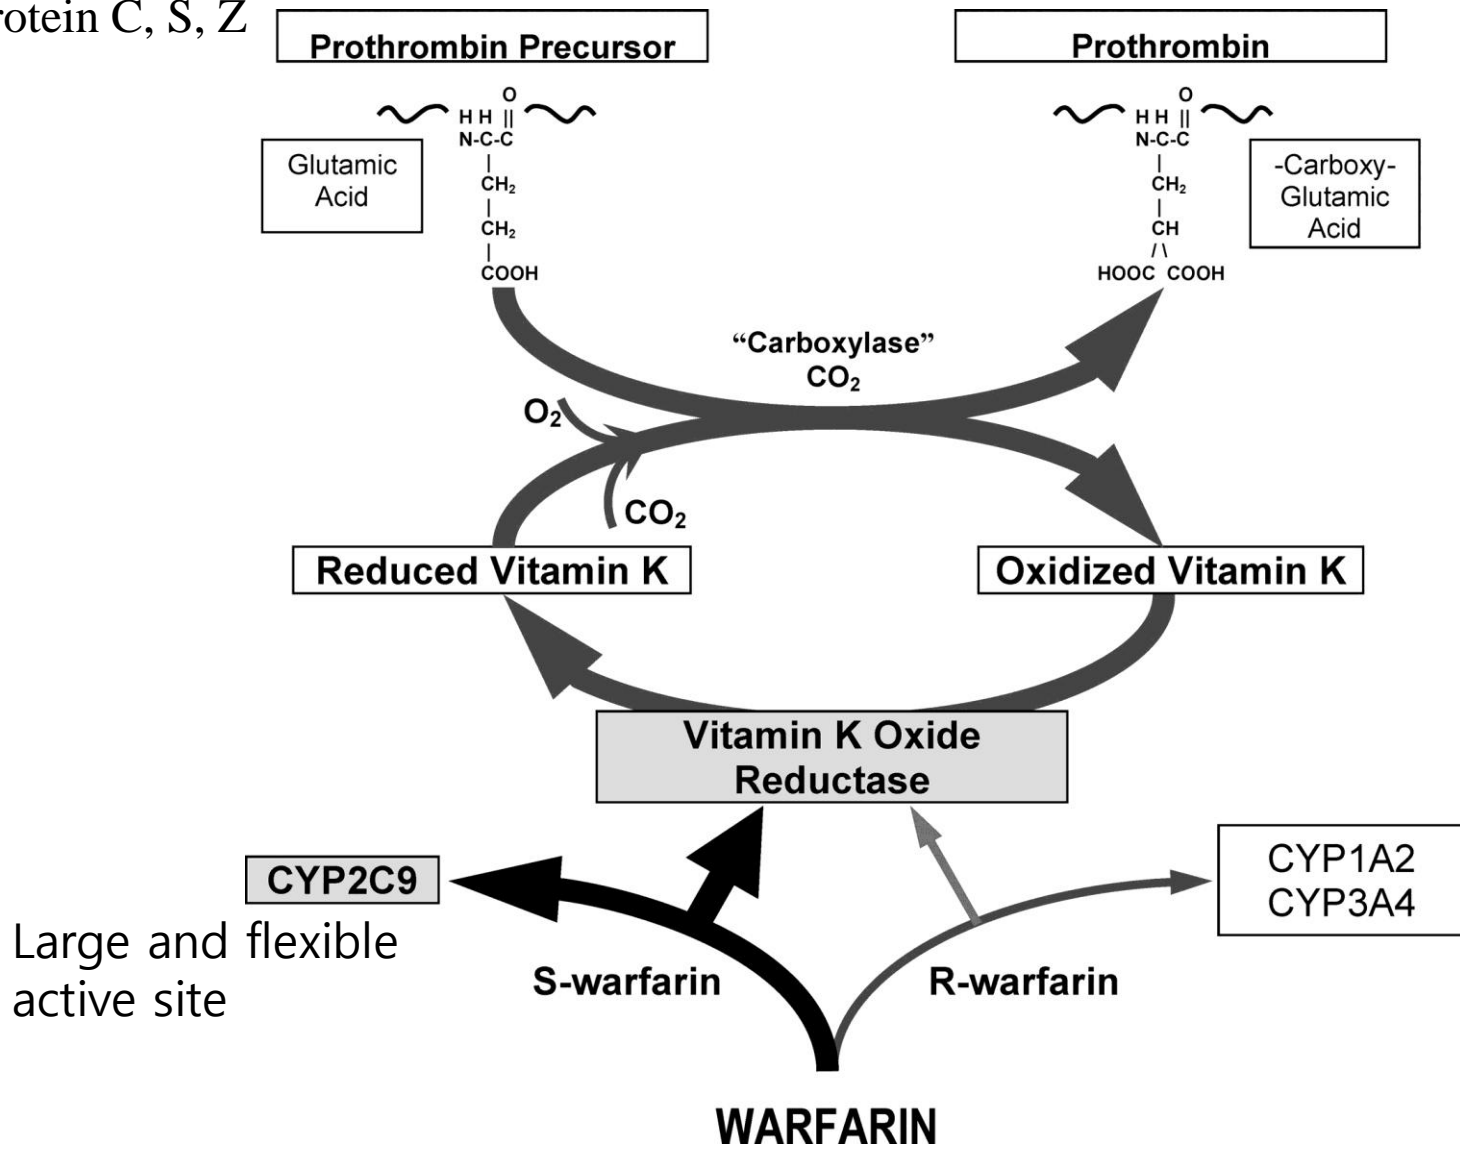 rotein C, S, Z
Prothrombin Precursor
Prothrombin
O
H H ||
N-C-C
|
CH₂
|
CH₂
|
COOH
Glutamic
Acid
O
H H ||
N-C-C
|
CH₂
|
CH
/ \
HOOC COOH
-Carboxy-
Glutamic
Acid
“Carboxylase”
CO₂
O₂
CO₂
Reduced Vitamin K
Oxidized Vitamin K
Vitamin K Oxide
Reductase
CYP2C9
CYP1A2
CYP3A4
Large and flexible
active site
S-warfarin
R-warfarin
WARFARIN